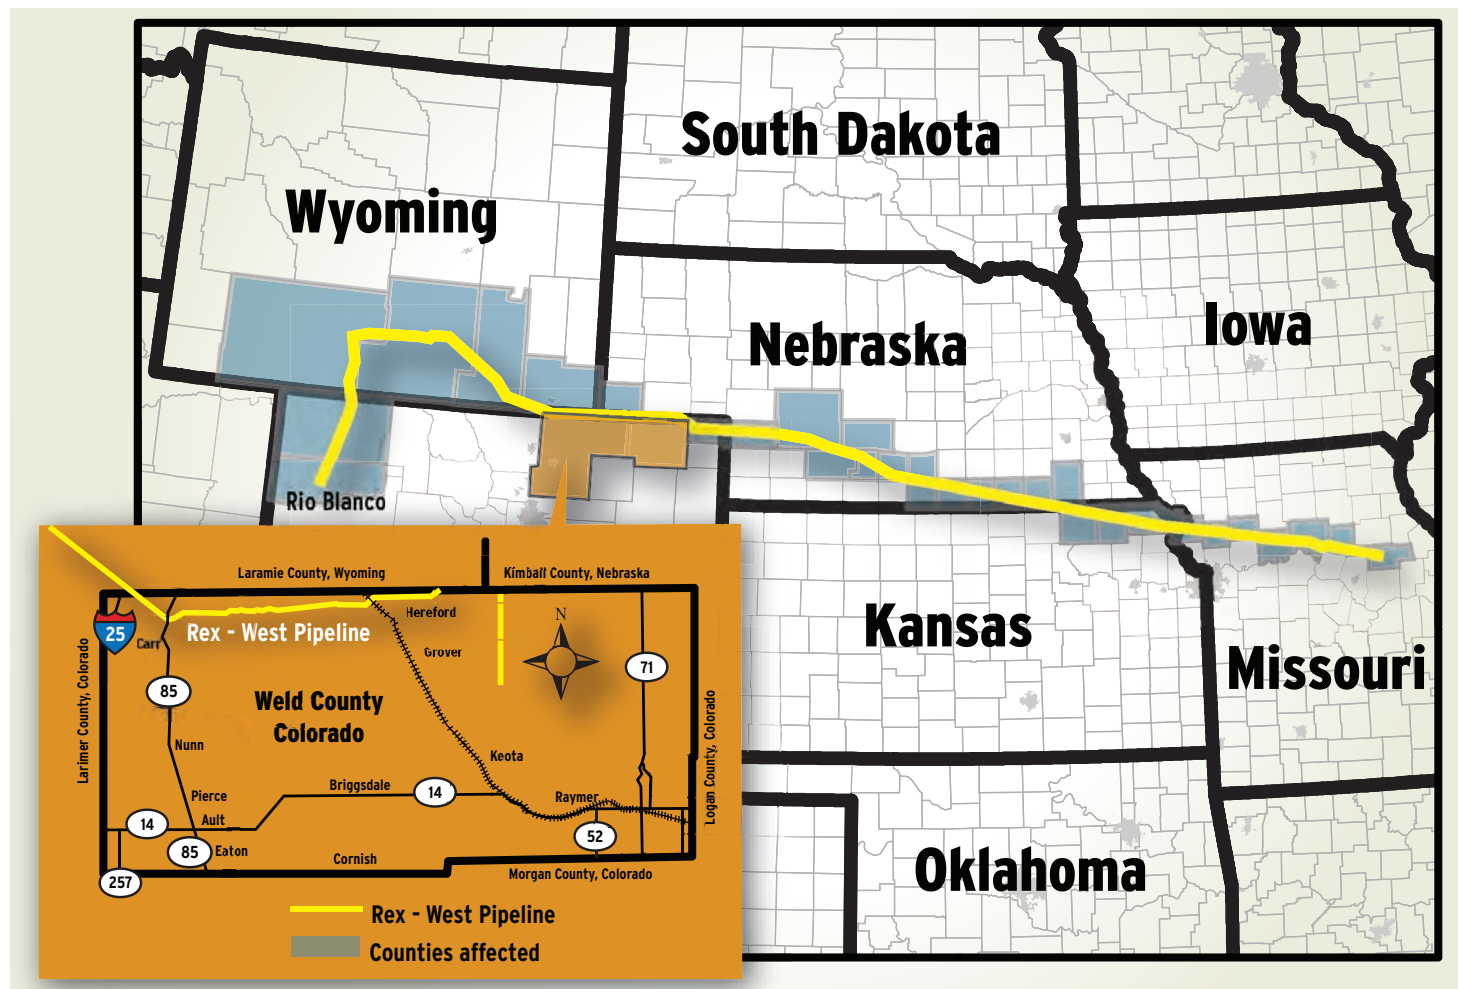 South Dakota
Wyoming
Iowa
Nebraska
Rio Blanco
Kansas
Missouri
Oklahoma
Laramie County, Wyoming
Kimball County, Nebraska
25
Carr
Rex - West Pipeline
Hereford
N
Grover
71
85
Larimer County, Colorado
Weld County
Colorado
Logan County, Colorado
Nunn
Keota
Pierce
Briggsdale
14
Raymer
14
Ault
52
85
Eaton
Cornish
257
Morgan County, Colorado
Rex - West Pipeline
Counties affected